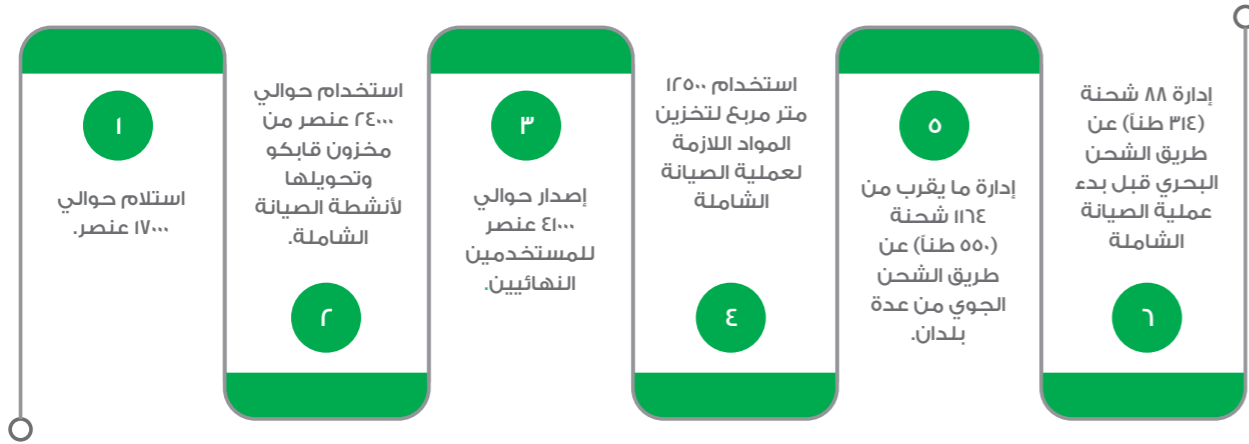 ١
استلام حوالي
١٧٠٠٠ عنصر.
استخدام حوالي
٢٤٠٠٠ عنصر من
مخزون قابكو
وتحويلها
لأنشطة الصيانة
الشاملة.
٢
٣
إصدار حوالي
٤١٠٠٠ عنصر
للمستخدمين
النهائيين.
استخدام ١٢٥٠٠
متر مربع لتخزين
المواد اللازمة
لعملية الصيانة
الشاملة
٤
٥
إدارة ما يقرب من
١١٦٤ شحنة
(٥٥٠ طناً) عن
طريق الشحن
الجوي من عدة
بلدان.
إدارة ٨٨ شحنة
(٣١٤ طناً) عن
طريق الشحن
البحري قبل بدء
عملية الصيانة
الشاملة
٦